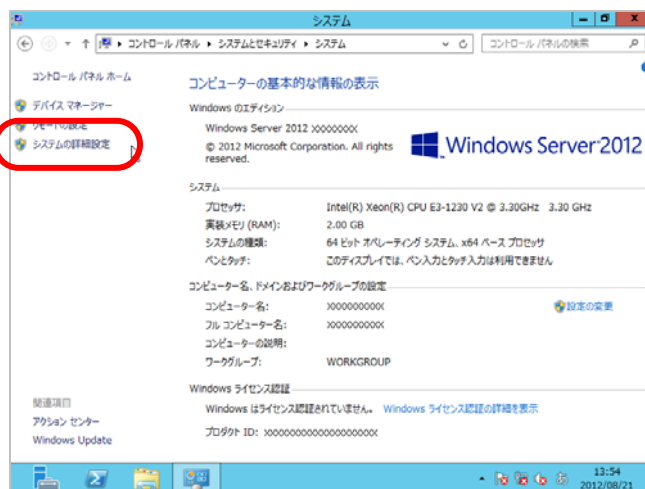 システム
コントロール パネル ▸ システムとセキュリティ ▸ システム
コントロール パネルの検索
コントロール パネル ホーム
デバイス マネージャー
リモートの設定
システムの詳細設定
コンピューターの基本的な情報の表示
Windows のエディション
Windows Server 2012 xxxxxxxx
© 2012 Microsoft Corporation. All rights
reserved.
Windows Server 2012
システム
プロセッサ: Intel(R) Xeon(R) CPU E3-1230 V2 @ 3.30GHz 3.30 GHz
実装メモリ (RAM): 2.00 GB
システムの種類: 64 ビット オペレーティング システム、x64 ベース プロセッサ
ペンとタッチ: このディスプレイでは、ペン入力とタッチ入力は利用できません
コンピューター名、ドメインおよびワークグループの設定
コンピューター名: xxxxxxxxxx
設定の変更
フル コンピューター名: xxxxxxxxxx
コンピューターの説明:
ワークグループ: WORKGROUP
Windows ライセンス認証
Windows はライセンス認証されていません。 Windows ライセンス認証の詳細を表示
プロダクト ID: xxxxxxxxxxxxxxxxxxxx
関連項目
アクション センター
Windows Update
13:54
2012/08/21